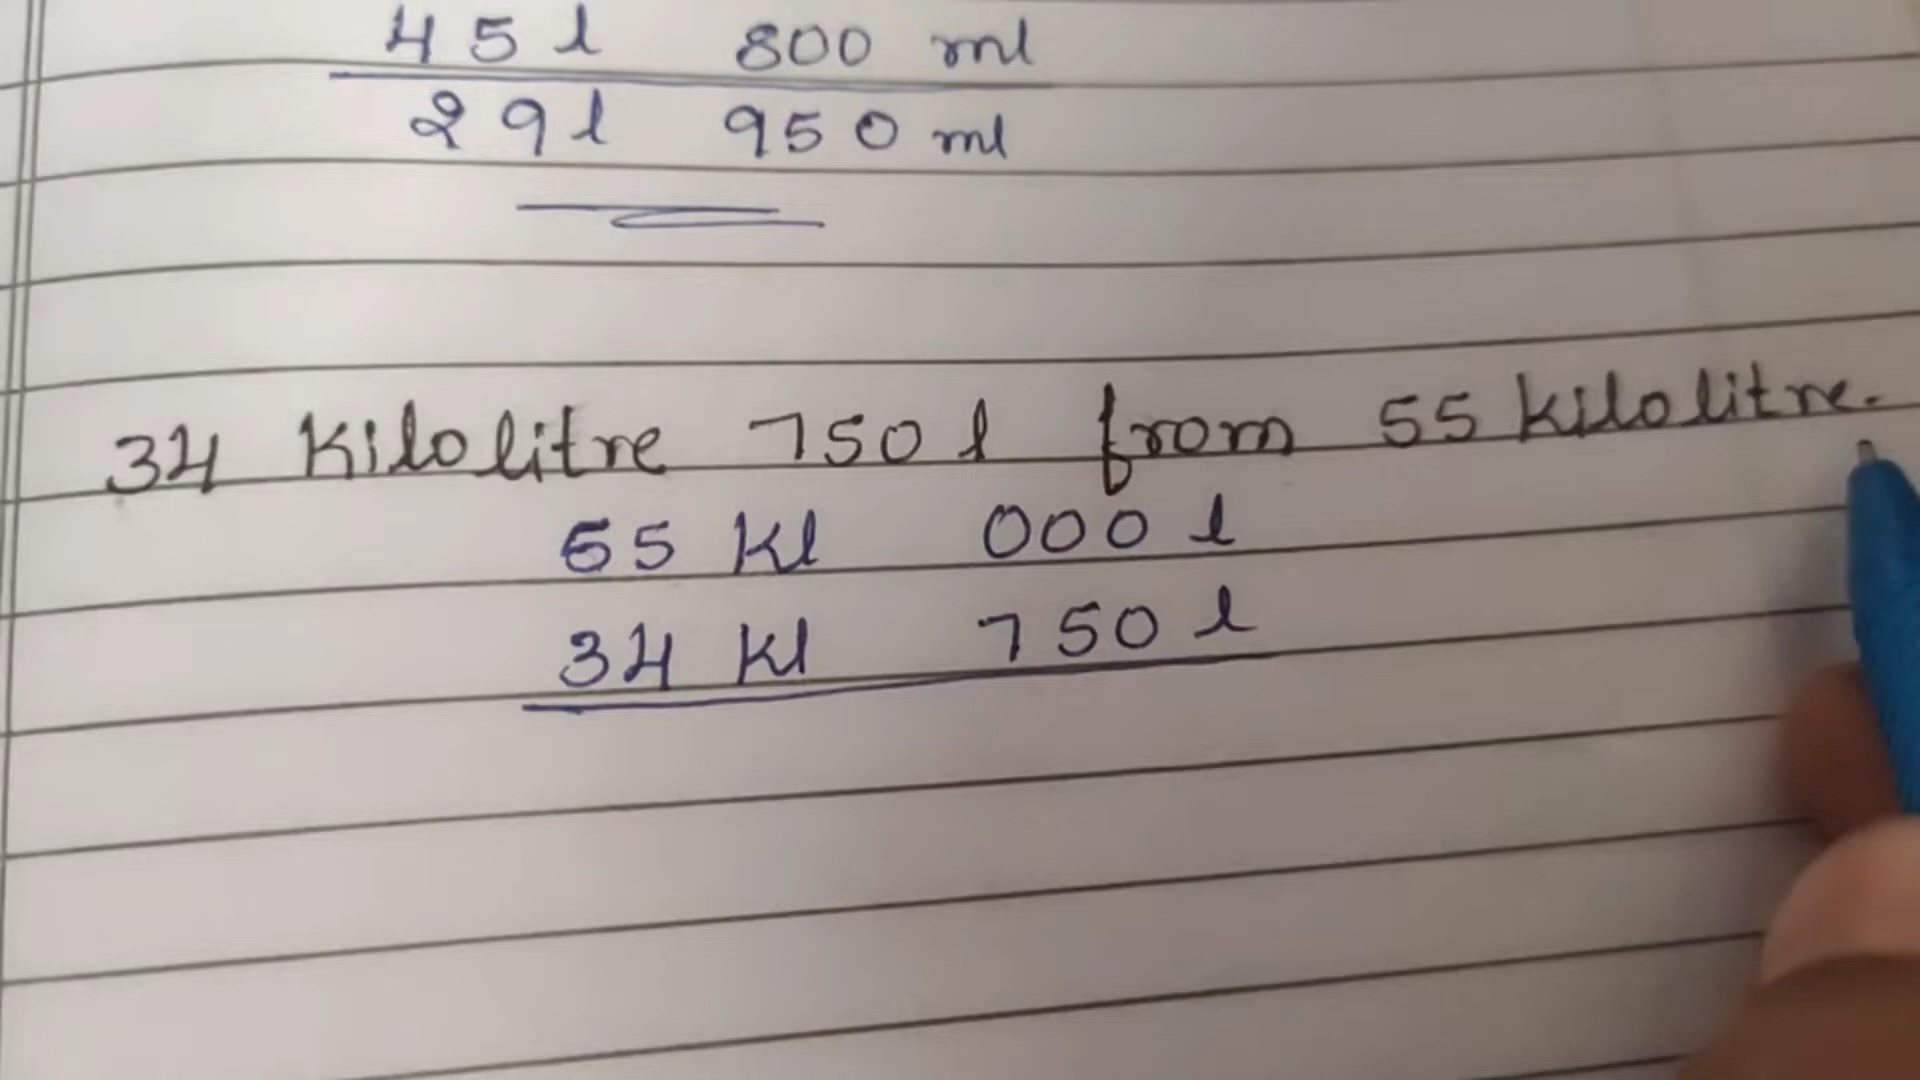 45 l 800 ml
29 l 950 ml
34 Kilolitre 750 l from 55 kilolitre.
55 Kl 000 l
34 Kl 750 l